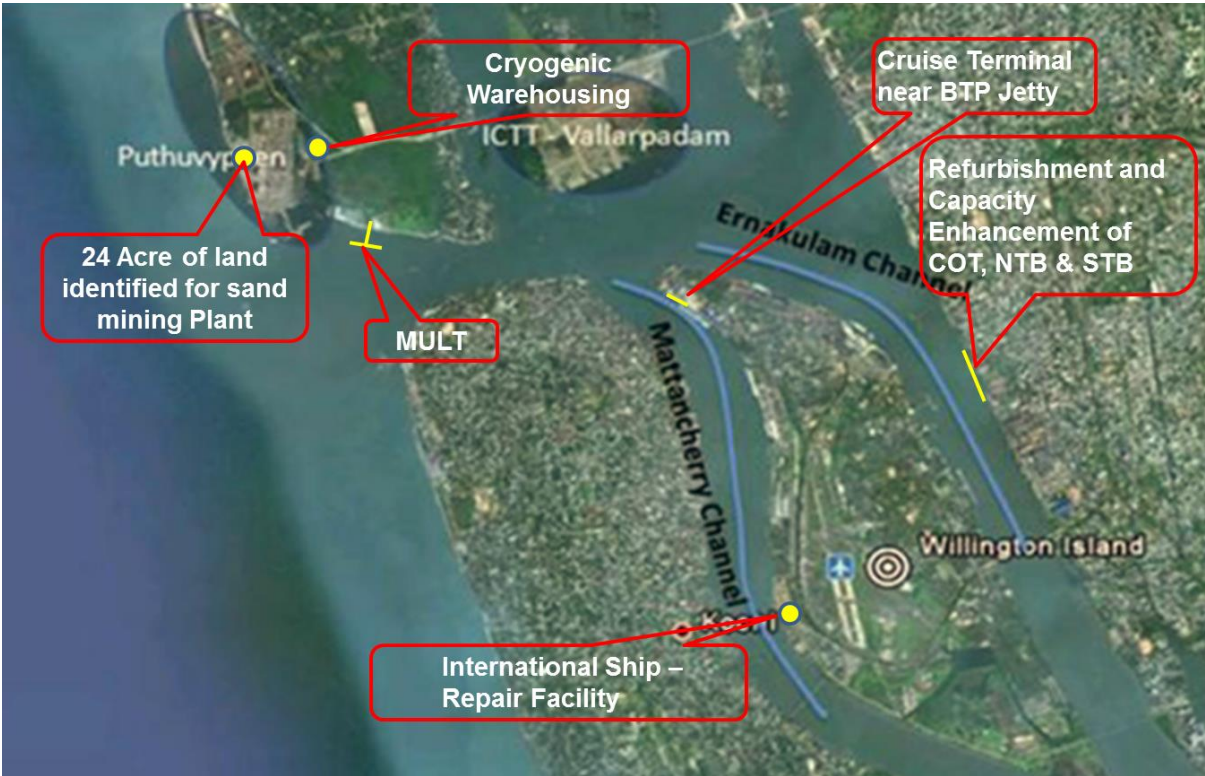 Cryogenic
Warehousing
Cruise Terminal
near BTP Jetty
ICTT - Vallarpadam
Refurbishment and
Capacity
Enhancement of
COT, NTB & STB
24 Acre of land
identified for sand
mining Plant
Ernakulam Channel
MULT
Mattancherry Channel
Willington Island
International Ship –
Repair Facility